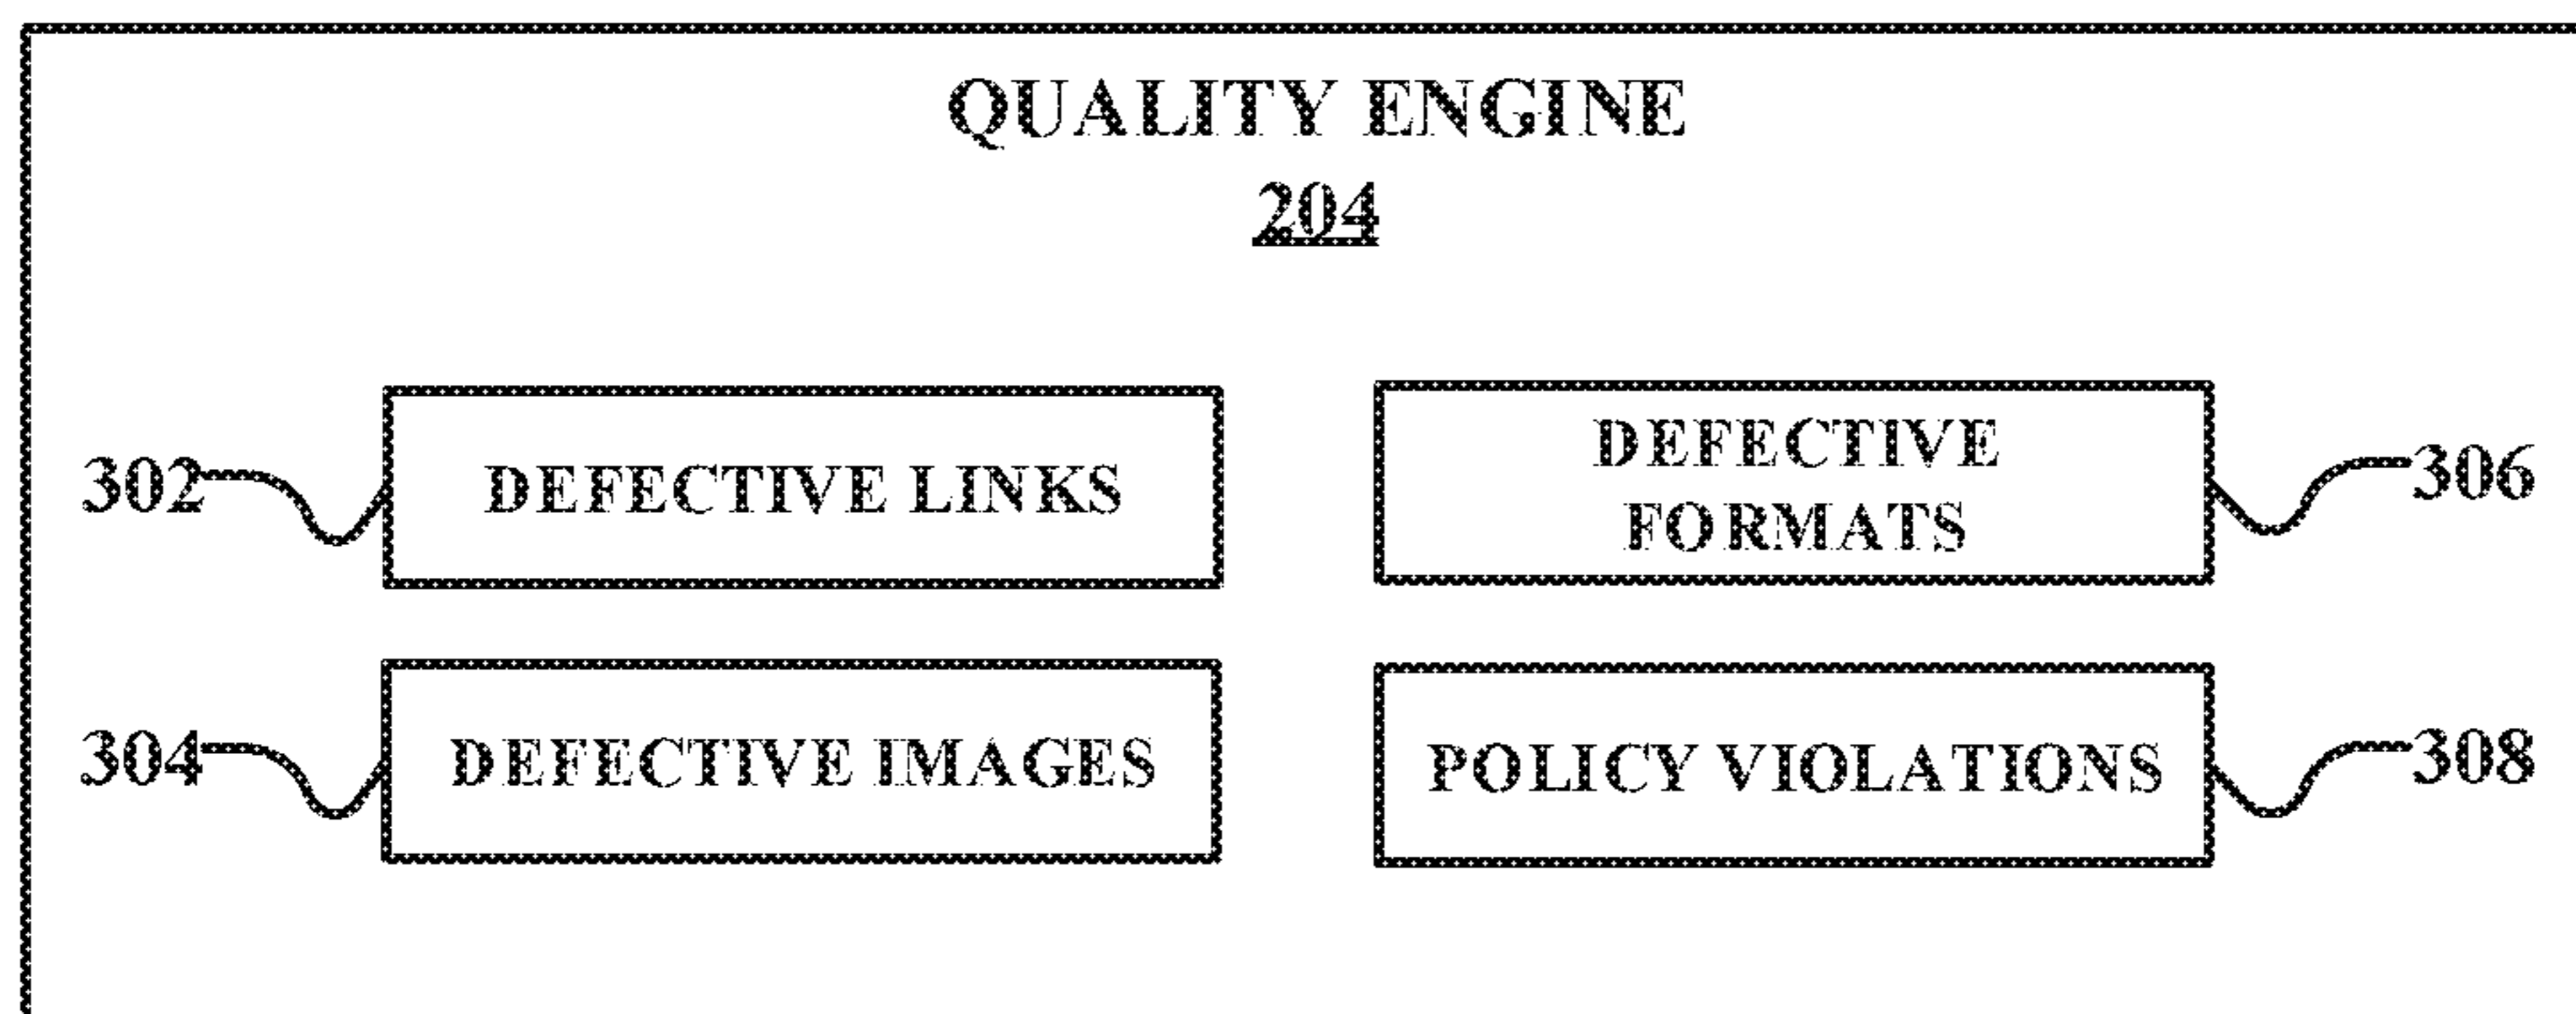 QUALITY ENGINE
204
302
DEFECTIVE LINKS
DEFECTIVE
FORMATS
306
304
DEFECTIVE IMAGES
POLICY VIOLATIONS
308